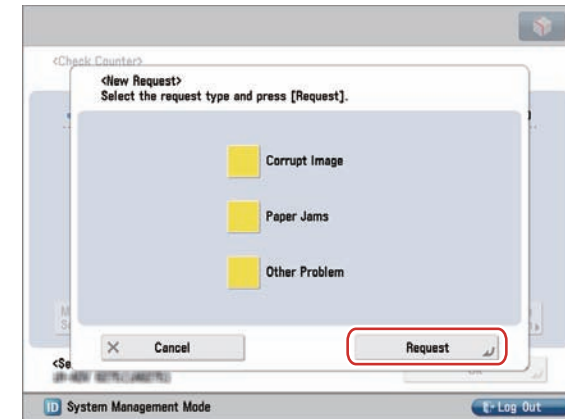 <Check Counter>
<New Request>
Select the request type and press [Request].
Corrupt Image
Paper Jams
Other Problem
Cancel
Request
<Se
System Management Mode
Log Out